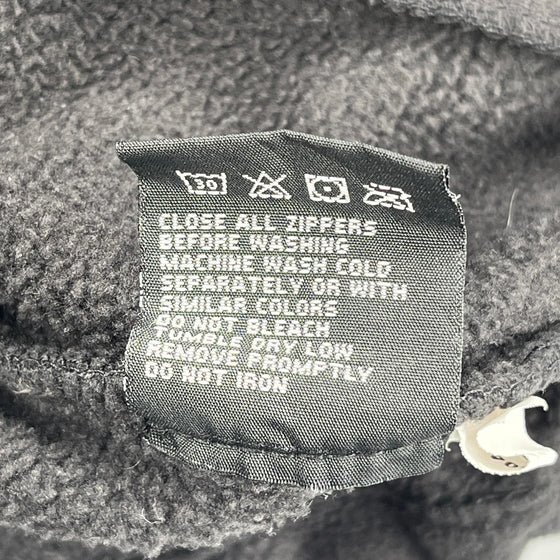 30
CLOSE ALL ZIPPERS
BEFORE WASHING
MACHINE WASH COLD
SEPARATELY OR WITH
SIMILAR COLORS
DO NOT BLEACH
TUMBLE DRY LOW
REMOVE PROMPTLY
DO NOT IRON